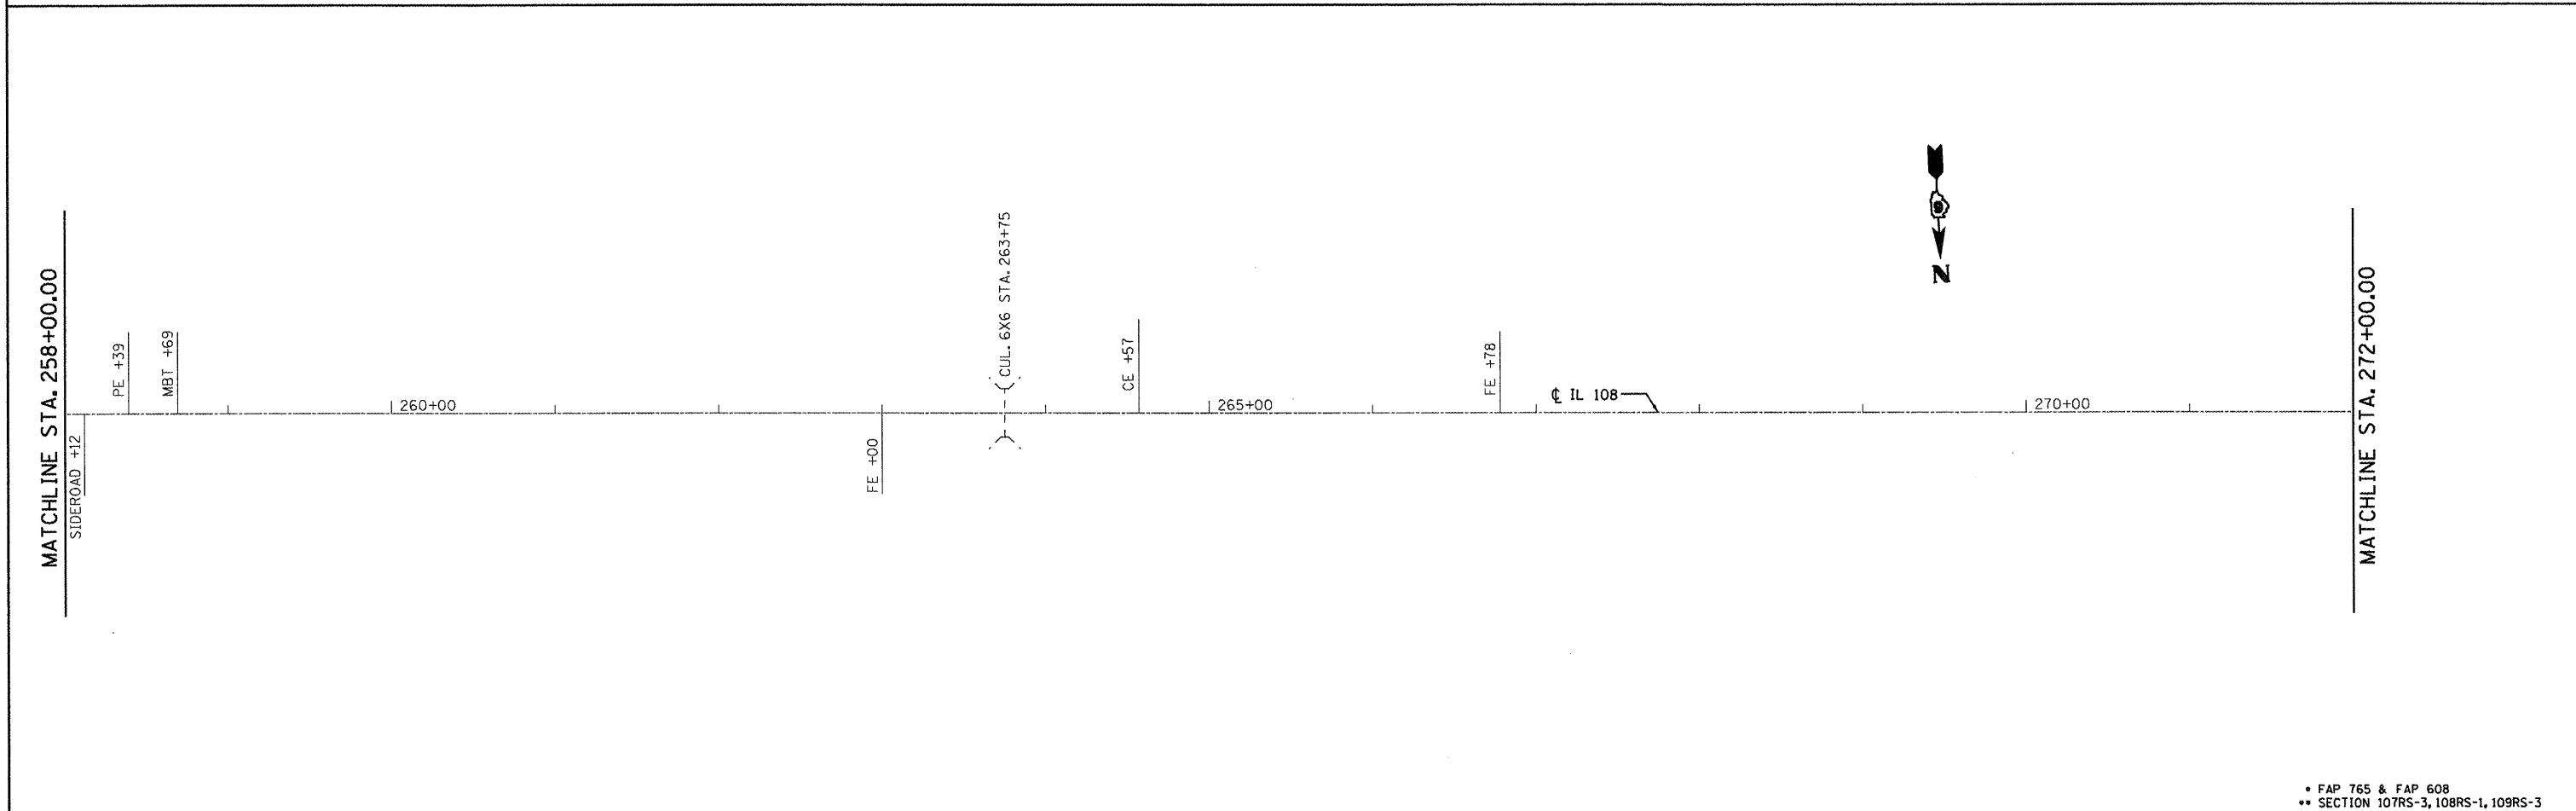 MATCHLINE STA. 258+00.00
SIDEROAD +12
PE +39
MBT +69
260+00
FE +00
CUL. 6X6 STA. 263+75
CE +57
265+00
FE +78
℄ IL 108
N
270+00
MATCHLINE STA. 272+00.00
* FAP 765 & FAP 608
** SECTION 107RS-3, 108RS-1, 109RS-3